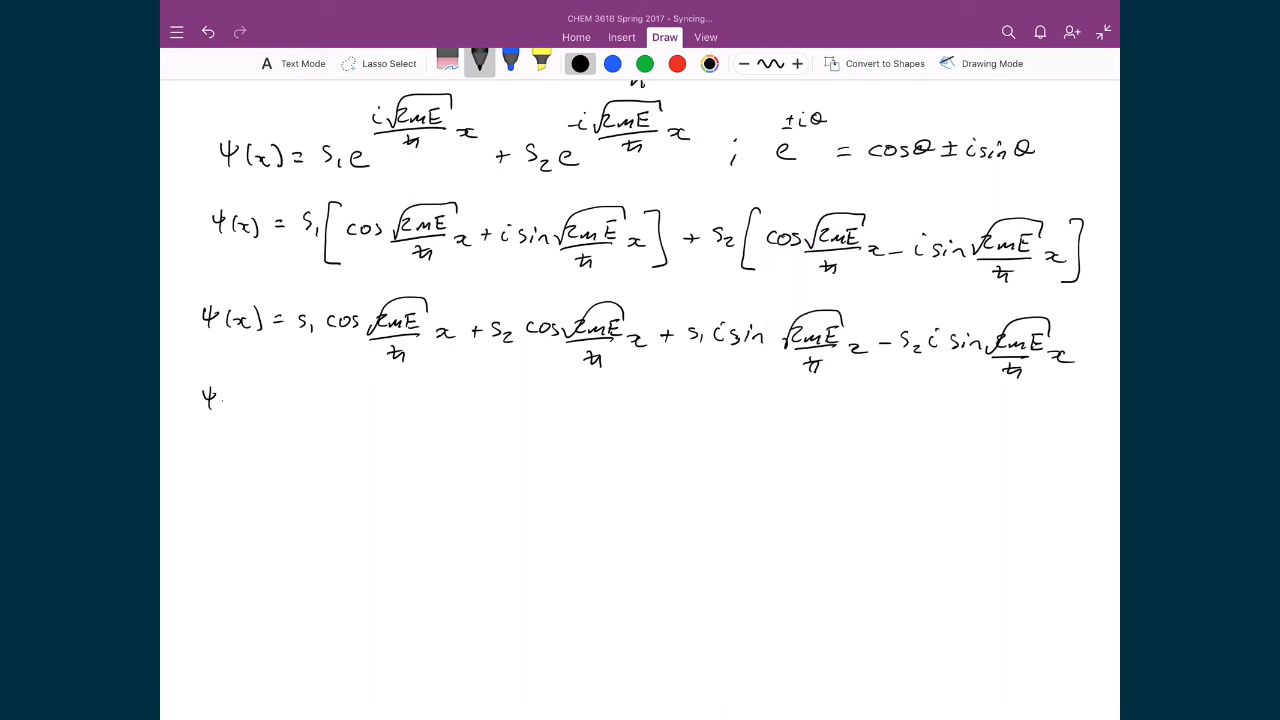 CHEM 361B Spring 2017 - Syncing...
Home Insert Draw View
Text Mode Lasso Select Convert to Shapes Drawing Mode
ħ
Ψ(x) = s₁e^(i√(2mE)/ħ x) + s₂e^(-i√(2mE)/ħ x) ; e^(±iθ) = cosθ ± i sinθ
Ψ(x) = s₁[cos √(2mE)/ħ x + i sin √(2mE)/ħ x] + s₂[cos √(2mE)/ħ x - i sin √(2mE)/ħ x]
Ψ(x) = s₁ cos √(2mE)/ħ x + s₂ cos √(2mE)/ħ x + s₁ i sin √(2mE)/ħ x - s₂ i sin √(2mE)/ħ x
Ψ